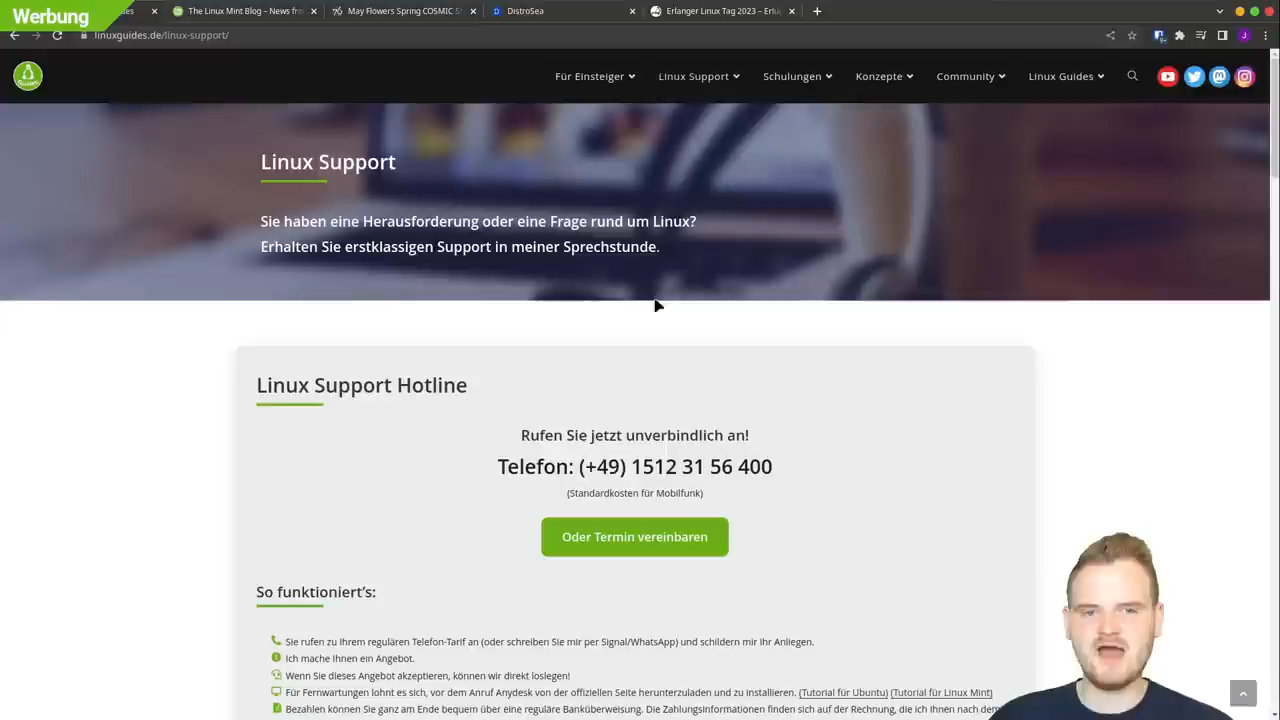 Werbung
The Linux Mint Blog – News fre
May Flowers Spring COSMIC S
DistroSea
Erlanger Linux Tag 2023 – Erlu
linuxguides.de/linux-support/
Für Einsteiger
Linux Support
Schulungen
Konzepte
Community
Linux Guides
Linux Support
Sie haben eine Herausforderung oder eine Frage rund um Linux?
Erhalten Sie erstklassigen Support in meiner Sprechstunde.
Linux Support Hotline
Rufen Sie jetzt unverbindlich an!
Telefon: (+49) 1512 31 56 400
(Standardkosten für Mobilfunk)
Oder Termin vereinbaren
So funktioniert's:
Sie rufen zu Ihrem regulären Telefon-Tarif an (oder schreiben Sie mir per Signal/WhatsApp) und schildern mir Ihr Anliegen.
Ich mache Ihnen ein Angebot.
Wenn Sie dieses Angebot akzeptieren, können wir direkt loslegen!
Für Fernwartungen lohnt es sich, vor dem Anruf Anydesk von der offiziellen Seite herunterzuladen und zu installieren. (Tutorial für Ubuntu) (Tutorial für Linux Mint)
Bezahlen können Sie ganz am Ende bequem über eine reguläre Banküberweisung. Die Zahlungsinformationen finden sich auf der Rechnung, die ich Ihnen nach dem